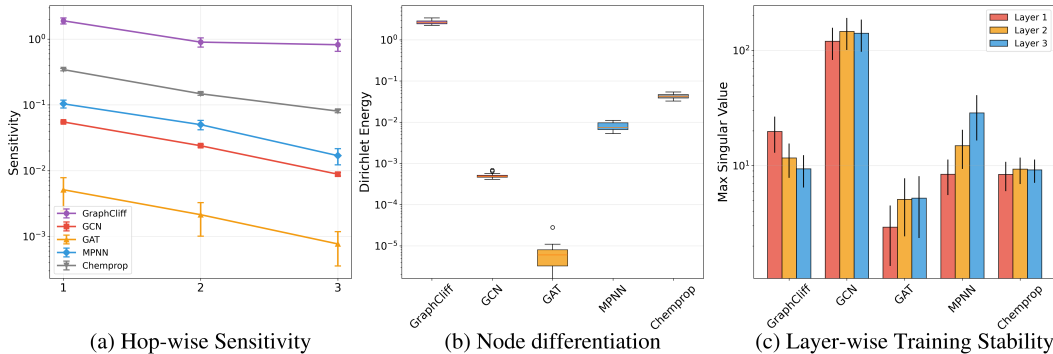 Sensitivity
10⁰
10⁻¹
10⁻²
10⁻³
GraphCliff
GCN
GAT
MPNN
Chemprop
1
2
3
(a) Hop-wise Sensitivity
Dirichlet Energy
10⁰
10⁻¹
10⁻²
10⁻³
10⁻⁴
10⁻⁵
GraphCliff
GCN
GAT
MPNN
Chemprop
(b) Node differentiation
Max Singular Value
10²
10¹
Layer 1
Layer 2
Layer 3
GraphCliff
GCN
GAT
MPNN
Chemprop
(c) Layer-wise Training Stability